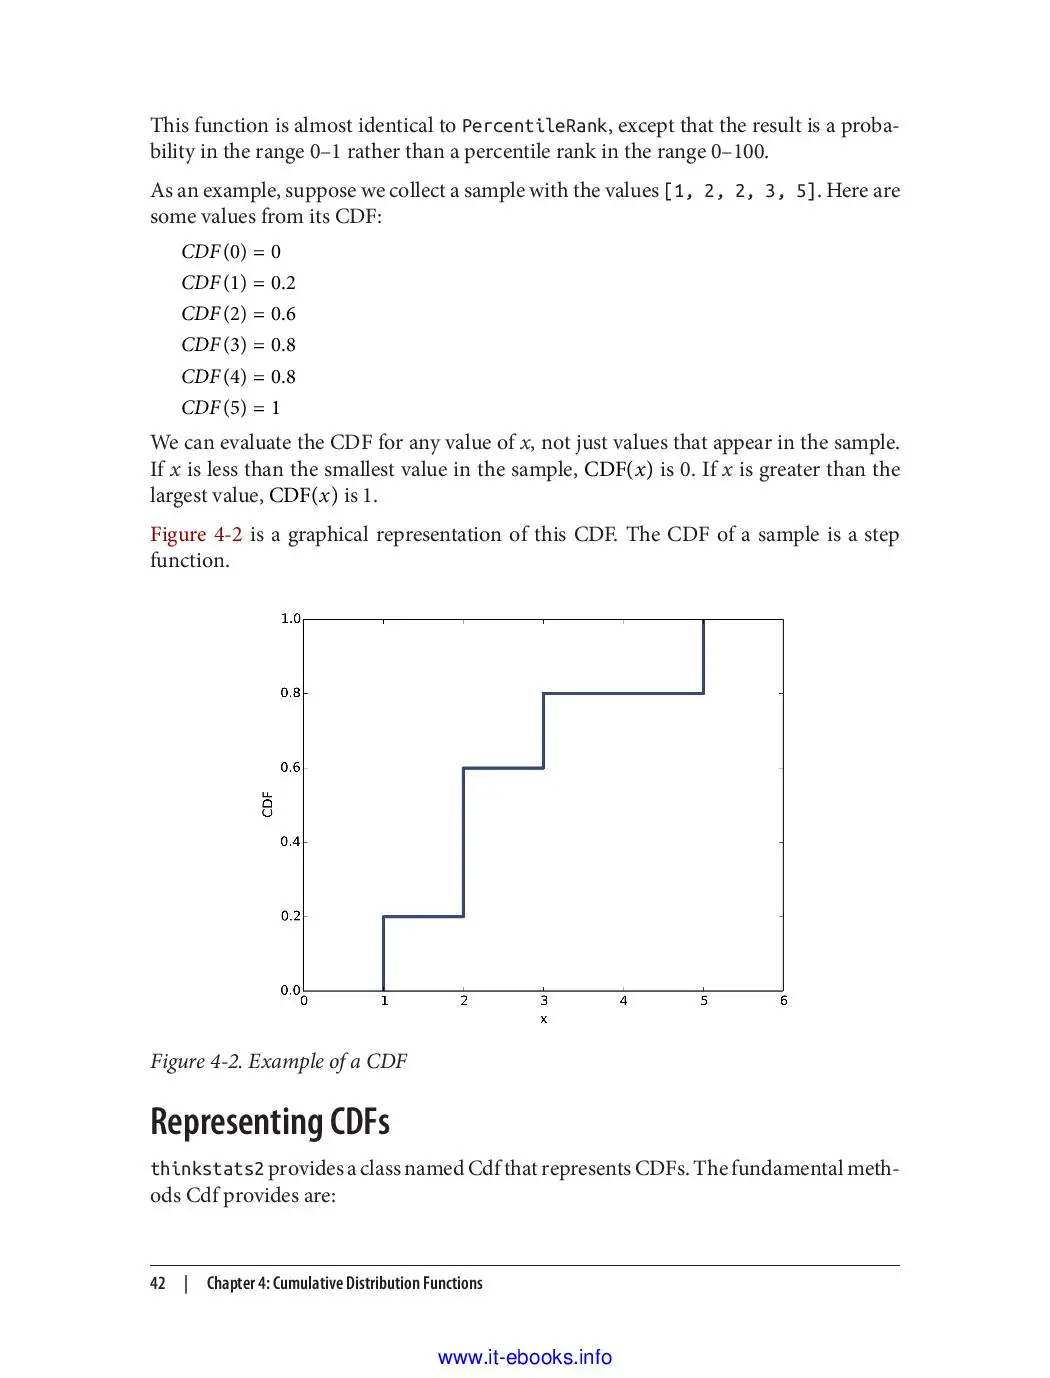 This function is almost identical to PercentileRank, except that the result is a proba-
bility in the range 0–1 rather than a percentile rank in the range 0–100.
As an example, suppose we collect a sample with the values [1, 2, 2, 3, 5]. Here are
some values from its CDF:
CDF(0) = 0
CDF(1) = 0.2
CDF(2) = 0.6
CDF(3) = 0.8
CDF(4) = 0.8
CDF(5) = 1
We can evaluate the CDF for any value of x, not just values that appear in the sample.
If x is less than the smallest value in the sample, CDF(x) is 0. If x is greater than the
largest value, CDF(x) is 1.
Figure 4-2 is a graphical representation of this CDF. The CDF of a sample is a step
function.
1.0
0.8
0.6
CDF
0.4
0.2
0.0
0 1 2 3 4 5 6
x
Figure 4-2. Example of a CDF
Representing CDFs
thinkstats2 provides a class named Cdf that represents CDFs. The fundamental meth-
ods Cdf provides are:
42 | Chapter 4: Cumulative Distribution Functions
www.it-ebooks.info